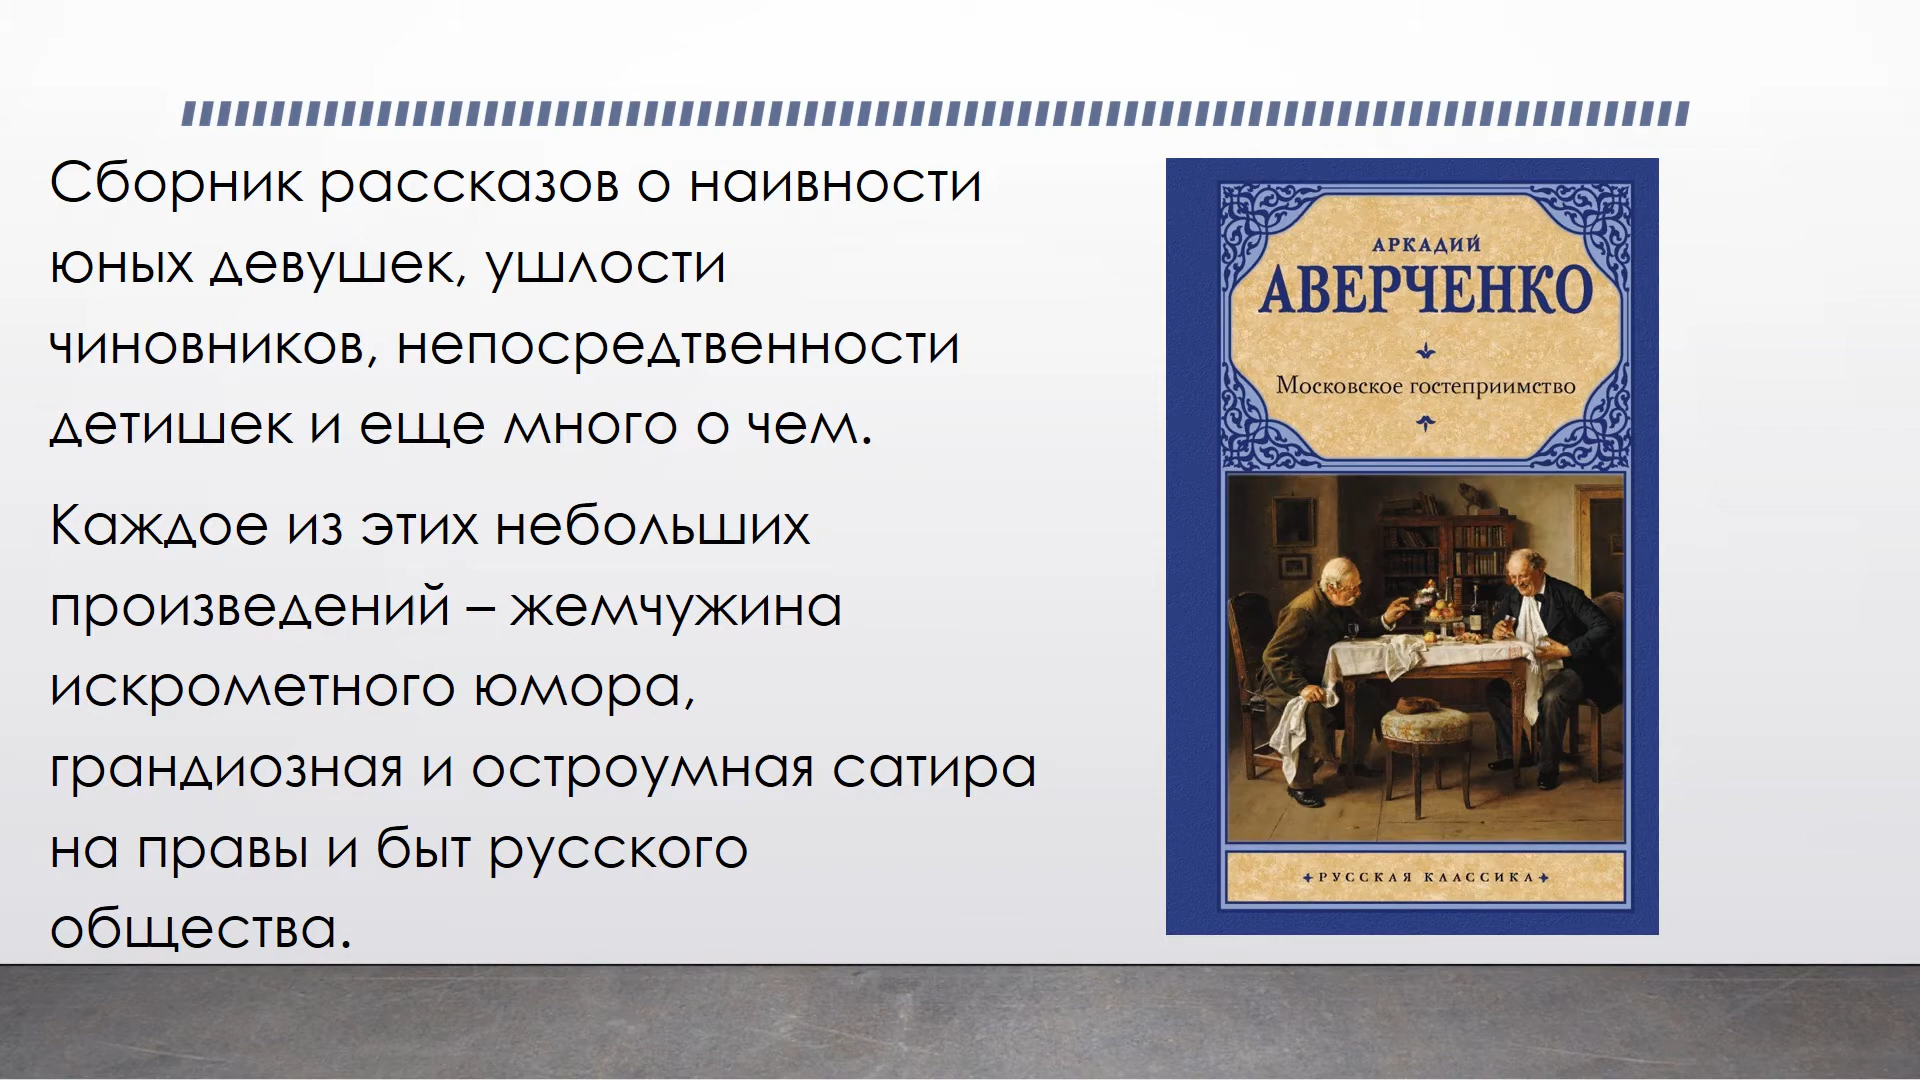 Сборник рассказов о наивности
юных девушек, ушлости
чиновников, непосредтвенности
детишек и еще много о чем.
Каждое из этих небольших
произведений – жемчужина
искрометного юмора,
грандиозная и остроумная сатира
на правы и быт русского
общества.
АРКАДИЙ
АВЕРЧЕНКО
Московское гостеприимство
РУССКАЯ КЛАССИКА